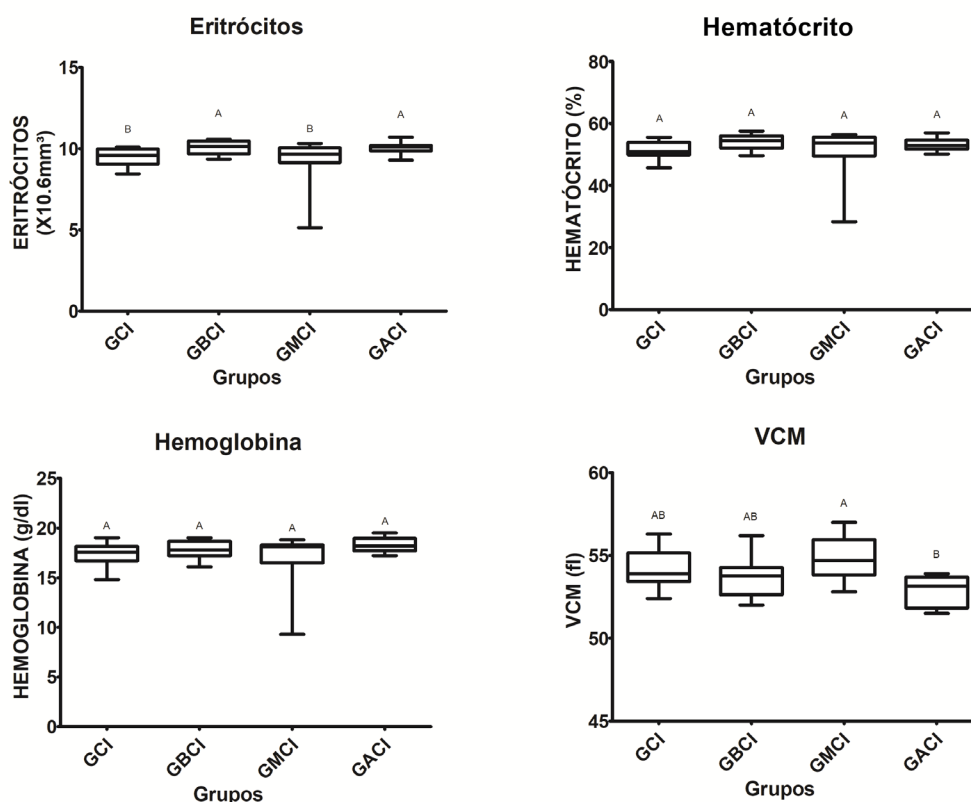 Eritrócitos
15
10
5
0
ERITRÓCITOS
(X10.6mm³)
B
A
B
A
GCI
GBCI
GMCI
GACI
Grupos
Hematócrito
80
60
40
20
0
HEMATÓCRITO (%)
A
A
A
A
GCI
GBCI
GMCI
GACI
Grupos
Hemoglobina
25
20
15
10
5
0
HEMOGLOBINA (g/dl)
A
A
A
A
GCI
GBCI
GMCI
GACI
Grupos
VCM
60
55
50
45
VCM (fl)
AB
AB
A
B
GCI
GBCI
GMCI
GACI
Grupos